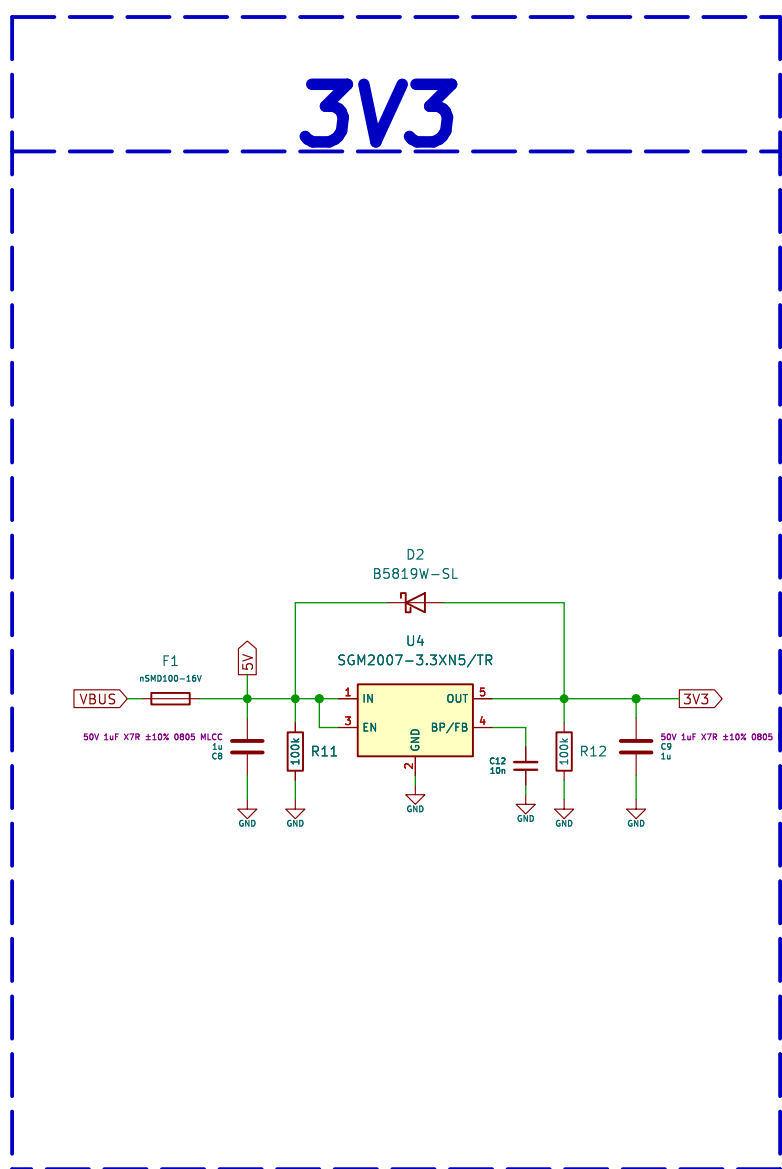 3V3
D2
B5819W-SL
U4
SGM2007-3.3XN5/TR
F1
nSMD100-16V
5V
VBUS
1
IN
OUT
5
3V3
3
EN
BP/FB
4
GND
2
50V 1uF X7R ±10% 0805 MLCC
1u
C8
100k
R11
C12
10n
100k
R12
50V 1uF X7R ±10% 0805
C9
1u
GND
GND
GND
GND
GND
GND